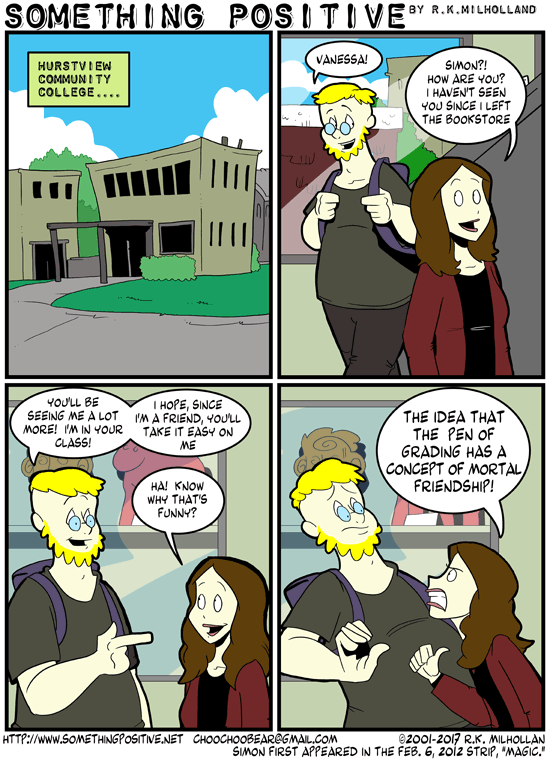 SOMETHING POSITIVE BY R.K.MILHOLLAND
HURSTVIEW
COMMUNITY
COLLEGE....
VANESSA!
SIMON?!
HOW ARE YOU?
I HAVEN'T SEEN
YOU SINCE I LEFT
THE BOOKSTORE
YOU'LL BE
SEEING ME A LOT
MORE! I'M IN YOUR
CLASS!
I HOPE, SINCE
I'M A FRIEND, YOU'LL
TAKE IT EASY ON
ME
HA! KNOW
WHY THAT'S
FUNNY?
THE IDEA THAT
THE PEN OF
GRADING HAS A
CONCEPT OF MORTAL
FRIENDSHIP!
HTTP://WWW.SOMETHINGPOSITIVE.NET CHOOCHOOBEAR@GMAIL.COM ©2001-2017 R.K. MILHOLLAN
SIMON FIRST APPEARED IN THE FEB. 6, 2012 STRIP, "MAGIC."